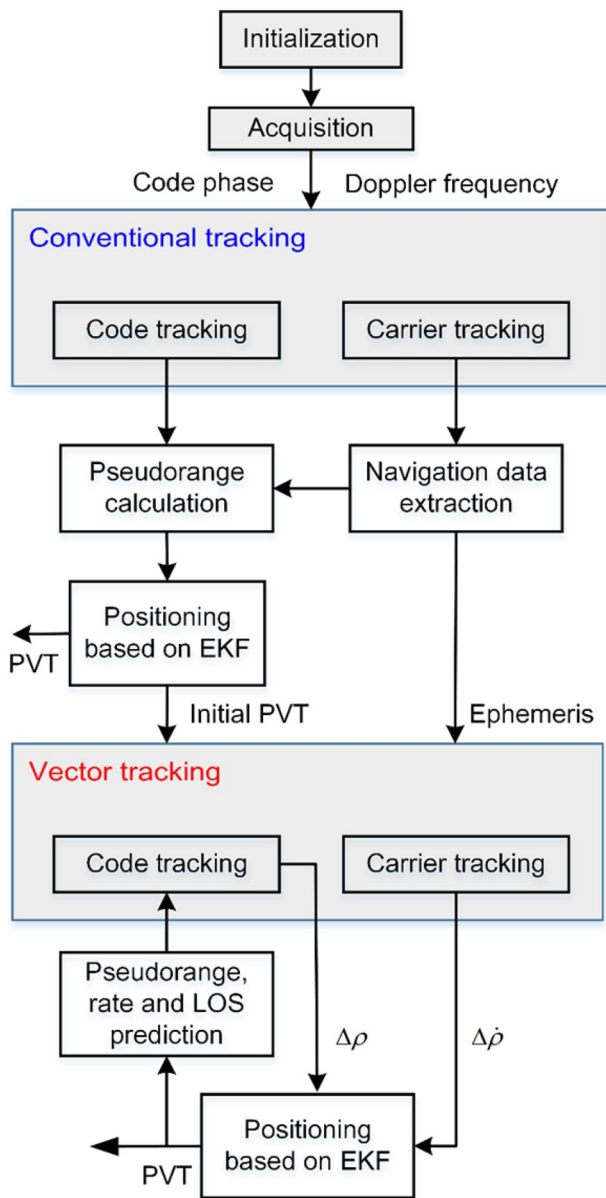 Initialization
Acquisition
Code phase
Doppler frequency
Conventional tracking
Code tracking
Carrier tracking
Pseudorange
calculation
Navigation data
extraction
Positioning
based on EKF
PVT
Initial PVT
Ephemeris
Vector tracking
Code tracking
Carrier tracking
Pseudorange,
rate and LOS
prediction
Δρ
Δρ̇
Positioning
based on EKF
PVT